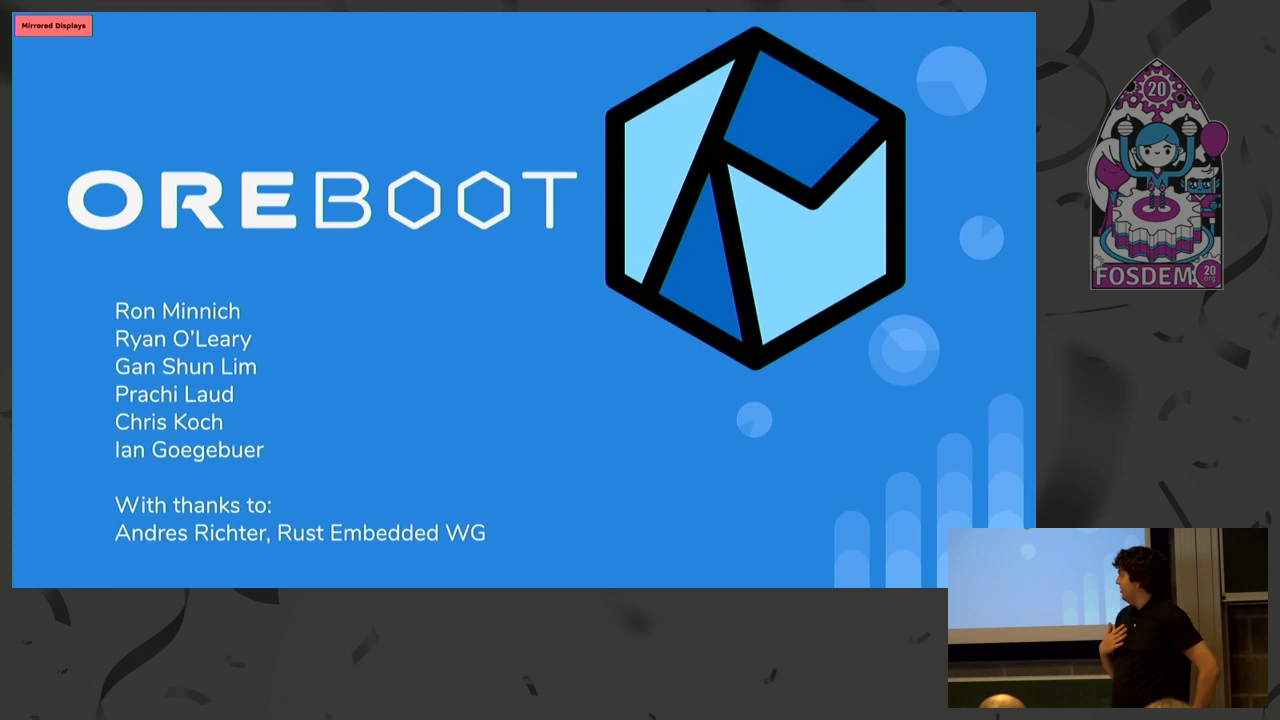 Mirrored Displays
OREBOOT
Ron Minnich
Ryan O'Leary
Gan Shun Lim
Prachi Laud
Chris Koch
Ian Goegebuer
With thanks to:
Andres Richter, Rust Embedded WG
20
FOSDEM
20
.org